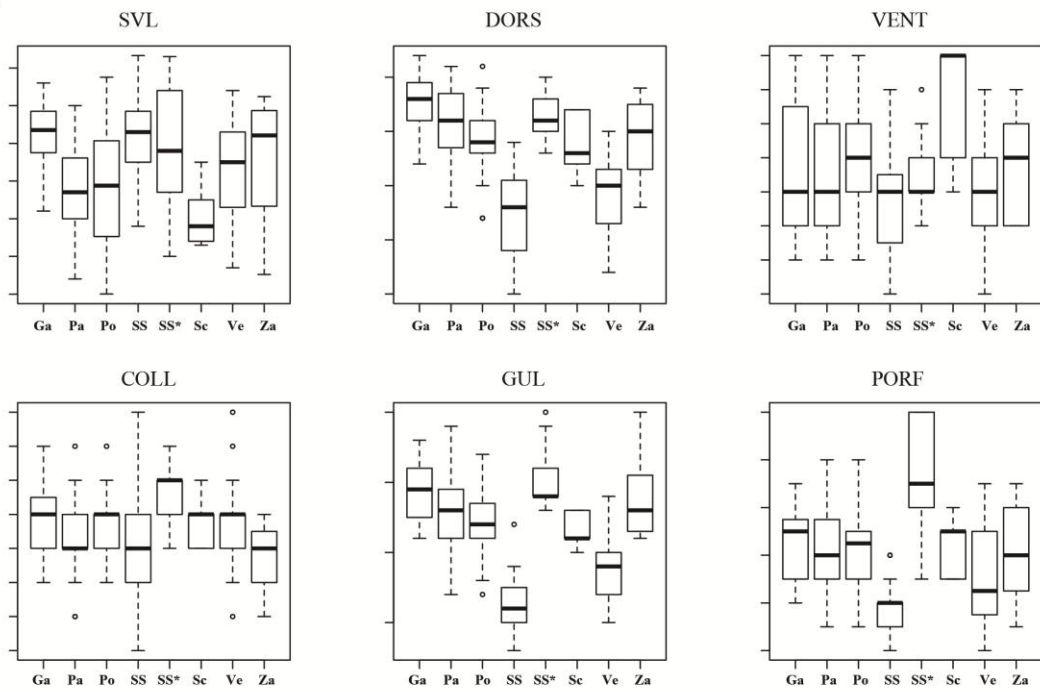 SVL DORS VENT
Ga Pa Po SS SS* Sc Ve Za Ga Pa Po SS SS* Sc Ve Za Ga Pa Po SS SS* Sc Ve Za
COLL GUL PORF
Ga Pa Po SS SS* Sc Ve Za Ga Pa Po SS SS* Sc Ve Za Ga Pa Po SS SS* Sc Ve Za